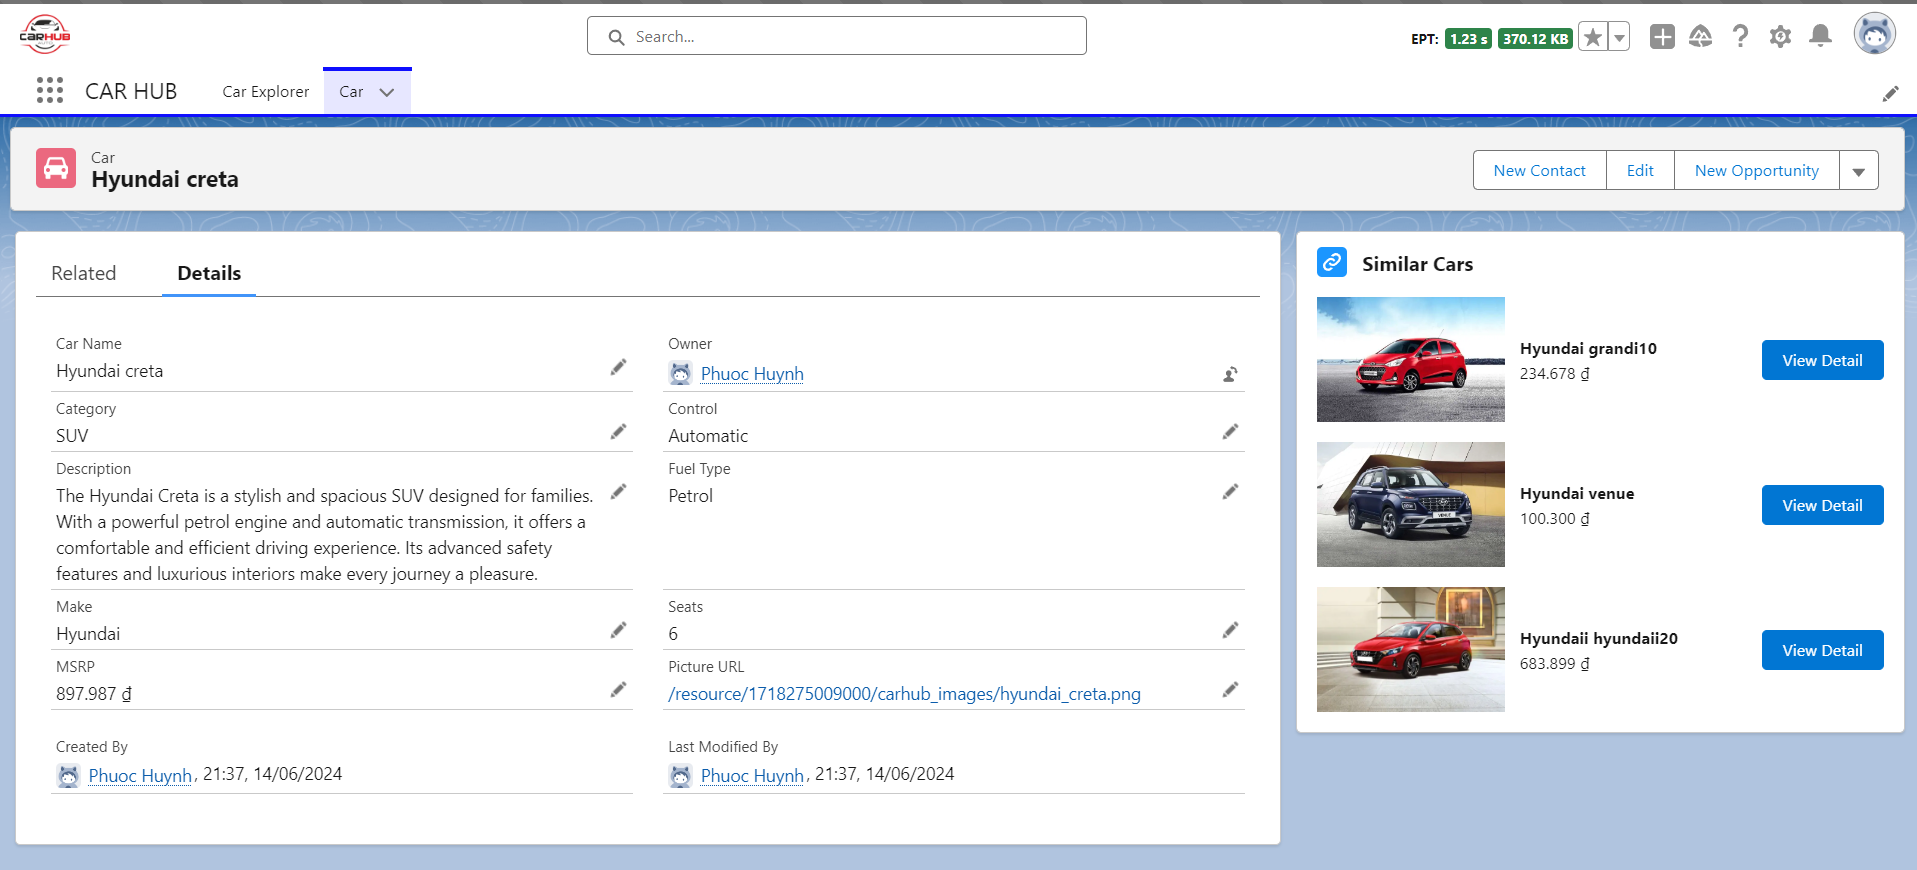 CARHUB
Search...
EPT: 1.23 s 370.12 KB
CAR HUB
Car Explorer
Car
Car
Hyundai creta
New Contact
Edit
New Opportunity
Related
Details
Car Name
Hyundai creta
Owner
Phuoc Huynh
Category
SUV
Control
Automatic
Description
The Hyundai Creta is a stylish and spacious SUV designed for families.
With a powerful petrol engine and automatic transmission, it offers a
comfortable and efficient driving experience. Its advanced safety
features and luxurious interiors make every journey a pleasure.
Fuel Type
Petrol
Make
Hyundai
Seats
6
MSRP
897.987 ₫
Picture URL
/resource/1718275009000/carhub_images/hyundai_creta.png
Created By
Phuoc Huynh, 21:37, 14/06/2024
Last Modified By
Phuoc Huynh, 21:37, 14/06/2024
Similar Cars
Hyundai grandi10
234.678 ₫
View Detail
Hyundai venue
100.300 ₫
View Detail
VENUE
Hyundaii hyundaii20
683.899 ₫
View Detail